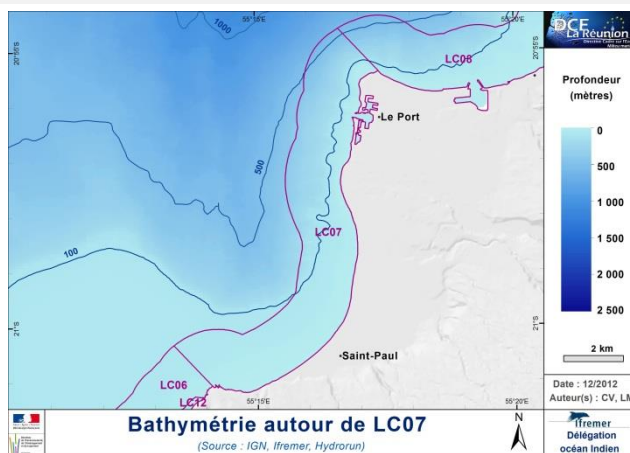 1000
55°15'E
55°20'E
20°55'S
20°55'S
LC08
Le Port
500
LC07
100
21°S
21°S
Saint-Paul
LC06
LC12
55°15'E
55°20'E
DCE
La Réunion
Profondeur
(mètres)
0
500
1 000
1 500
2 000
2 500
2 km
Date : 12/2012
Auteur(s) : CV, LM
Bathymétrie autour de LC07
(Source : IGN, Ifremer, Hydrorun)
N
Ifremer
Délégation
océan Indien